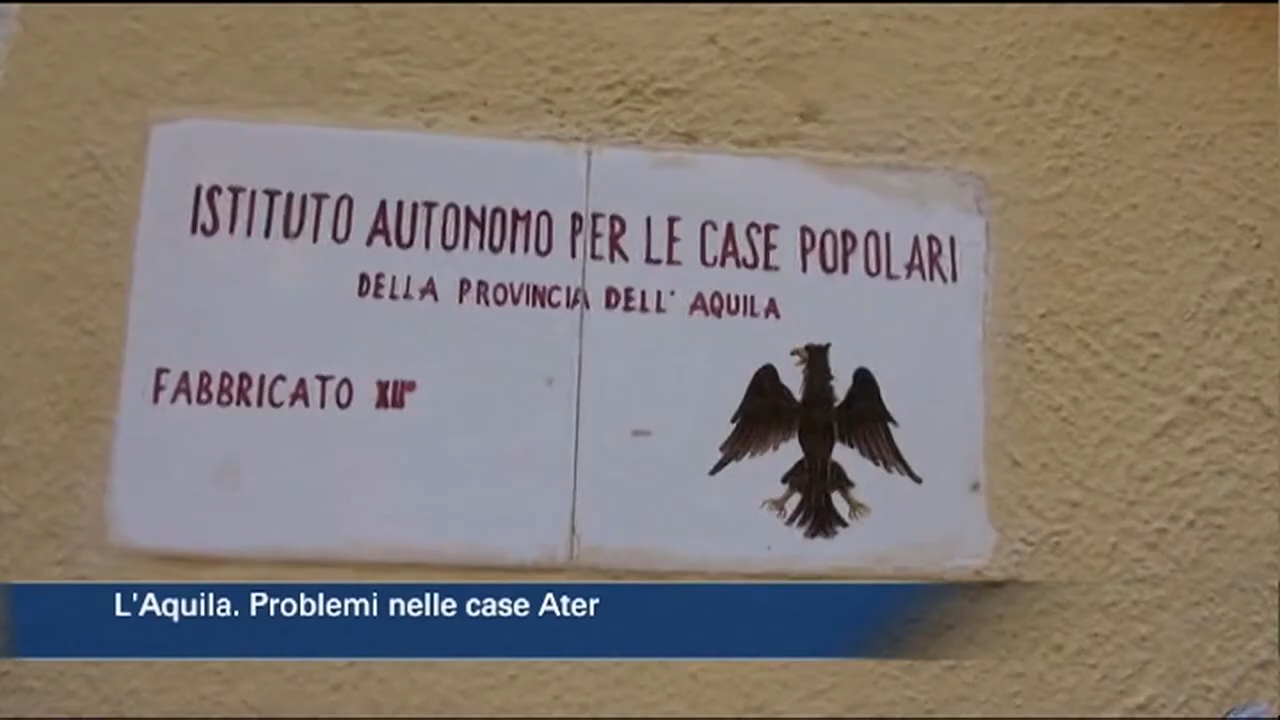 ISTITUTO AUTONOMO PER LE CASE POPOLARI
DELLA PROVINCIA DELL' AQUILA
FABBRICATO XII°
L'Aquila. Problemi nelle case Ater